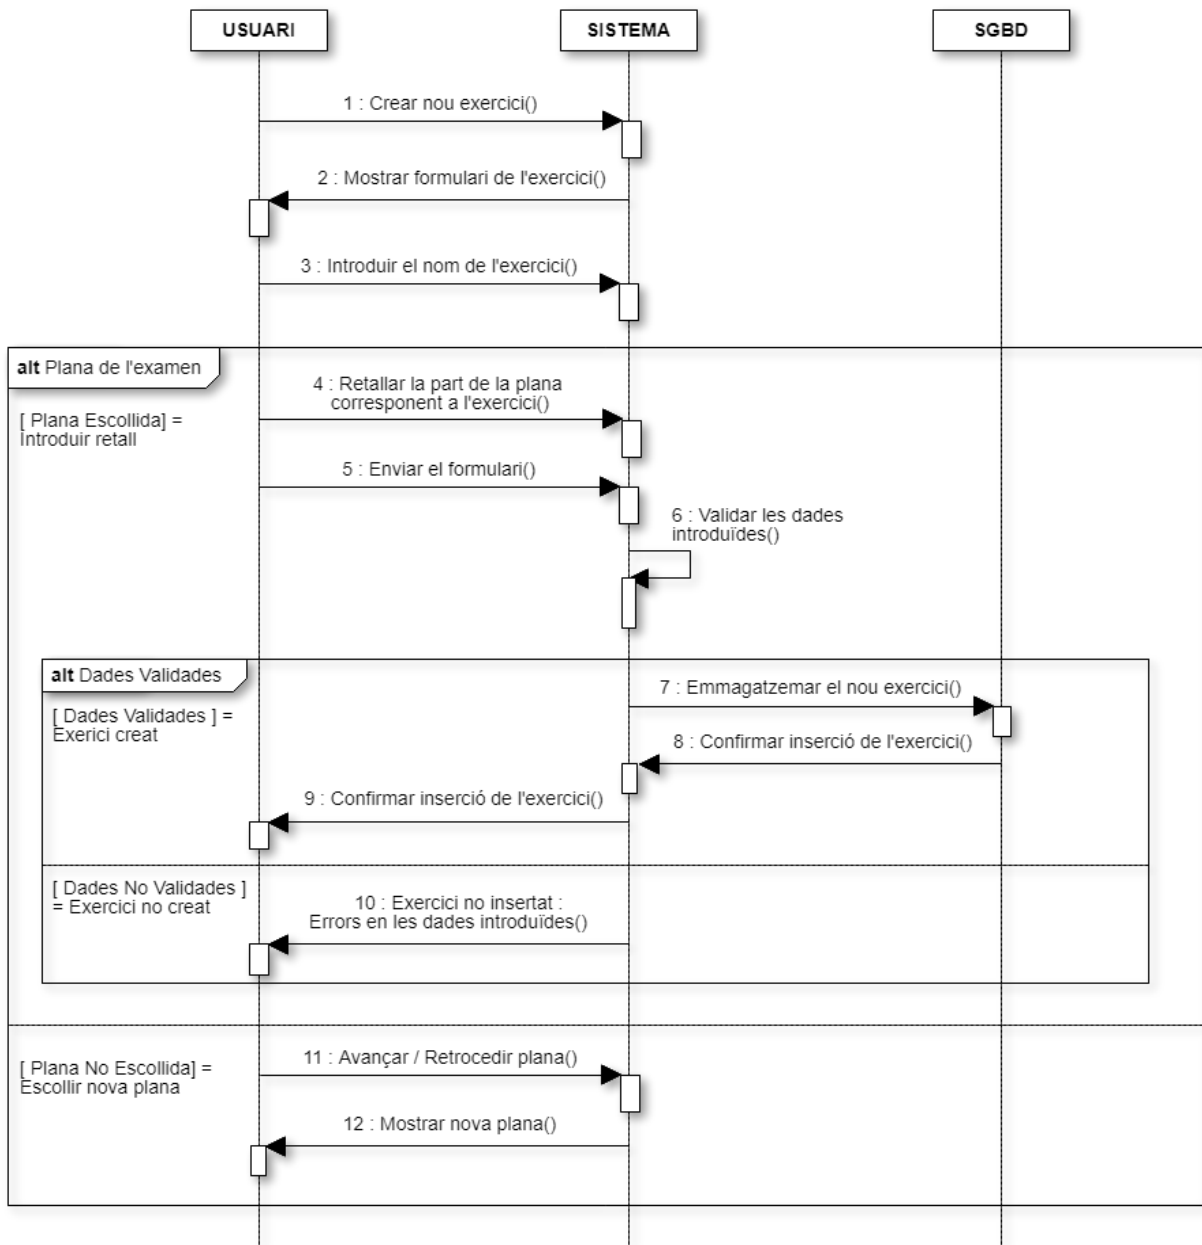 USUARI
SISTEMA
SGBD
1 : Crear nou exercici()
2 : Mostrar formulari de l'exercici()
3 : Introduir el nom de l'exercici()
alt Plana de l'examen
[ Plana Escollida] =
Introduir retall
4 : Retallar la part de la plana
corresponent a l'exercici()
5 : Enviar el formulari()
6 : Validar les dades
introduïdes()
alt Dades Validades
[ Dades Validades ] =
Exerici creat
7 : Emmagatzemar el nou exercici()
8 : Confirmar inserció de l'exercici()
9 : Confirmar inserció de l'exercici()
[ Dades No Validades ]
= Exercici no creat
10 : Exercici no insertat :
Errors en les dades introduïdes()
[ Plana No Escollida] =
Escollir nova plana
11 : Avançar / Retrocedir plana()
12 : Mostrar nova plana()